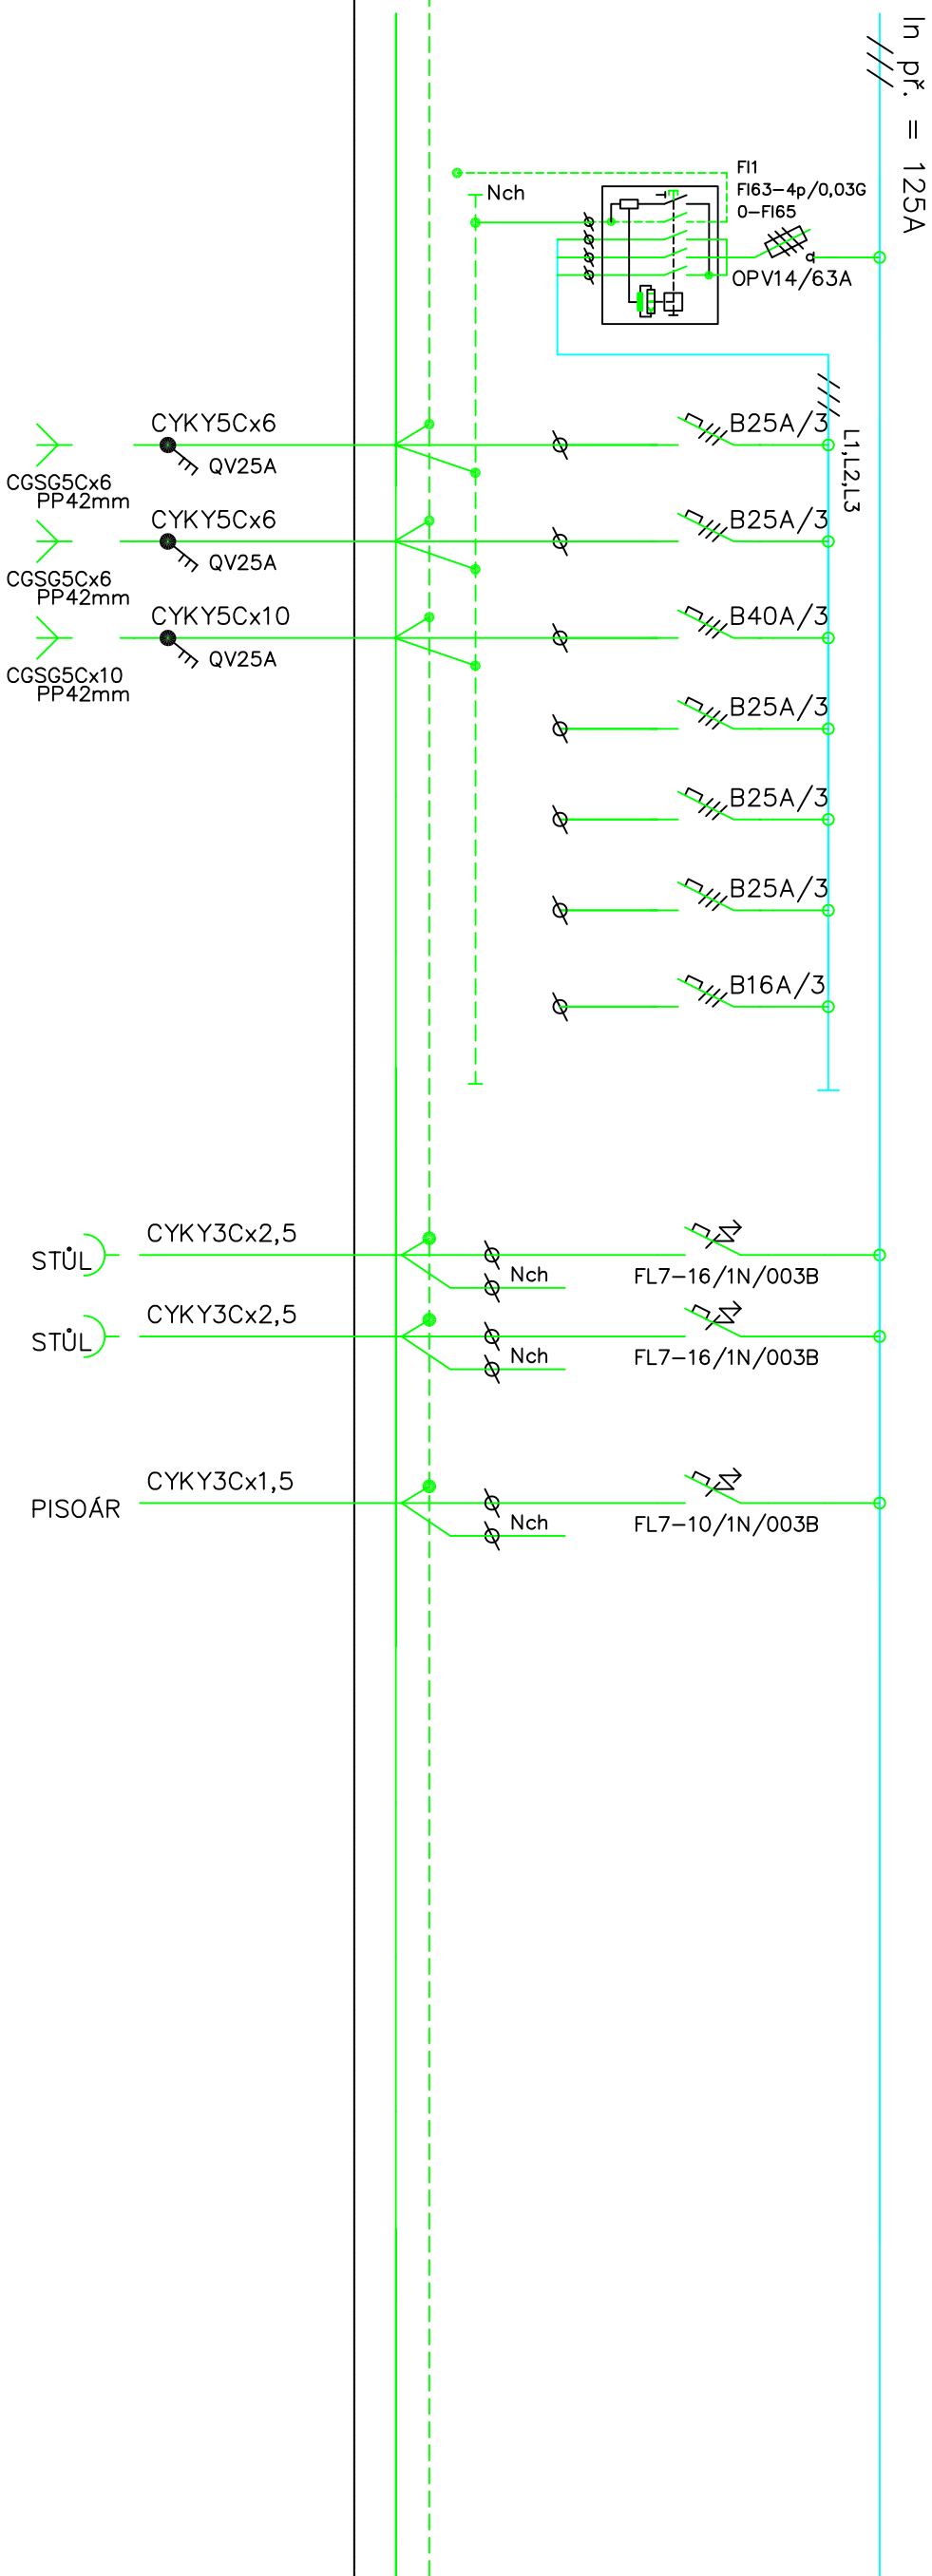 In př. = 125A
FI1
FI63-4p/0,03G
0-FI65
Nch
OPV14/63A
L1,L2,L3
CYKY5Cx6
B25A/3
QV25A
CGSG5Cx6
PP42mm
CYKY5Cx6
B25A/3
QV25A
CGSG5Cx6
PP42mm
CYKY5Cx10
B40A/3
QV25A
CGSG5Cx10
PP42mm
B25A/3
B25A/3
B25A/3
B16A/3
CYKY3Cx2,5
STŮL
Nch
FL7-16/1N/003B
CYKY3Cx2,5
STŮL
Nch
FL7-16/1N/003B
CYKY3Cx1,5
PISOÁR
Nch
FL7-10/1N/003B